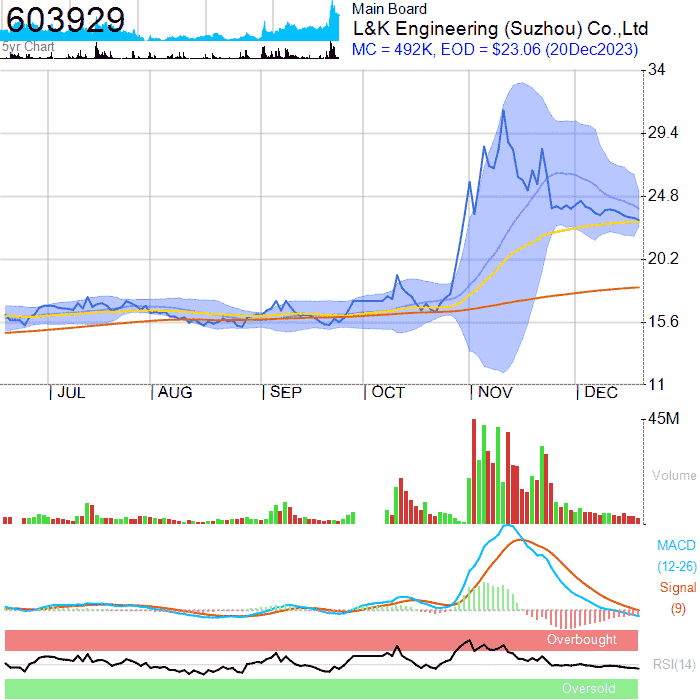 603929
5yr Chart
Main Board
L&K Engineering (Suzhou) Co.,Ltd
MC = 492K, EOD = $23.06 (20Dec2023)
34
29.4
24.8
20.2
15.6
11
JUL AUG SEP OCT NOV DEC
45M
Volume
MACD
(12-26)
Signal
(9)
Overbought
RSI(14)
Oversold